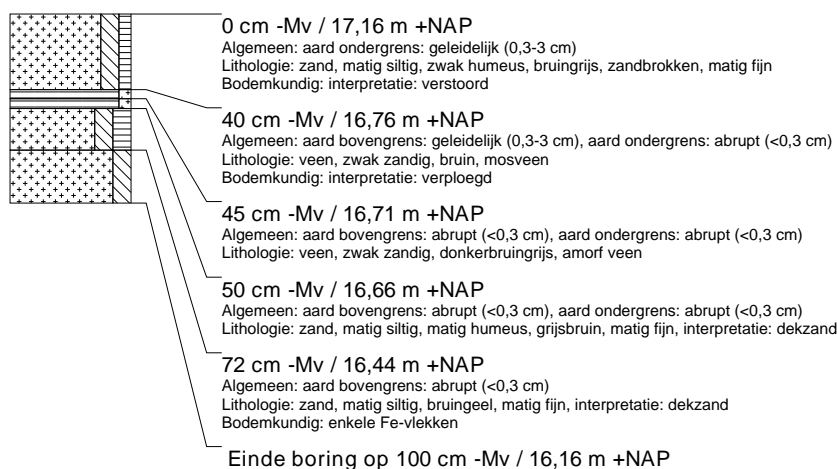 0 cm -Mv / 17,16 m +NAP
Algemeen: aard ondergrens: geleidelijk (0,3-3 cm)
Lithologie: zand, matig siltig, zwak humeus, bruingrijs, zandbrokken, matig fijn
Bodemkundig: interpretatie: verstoord
40 cm -Mv / 16,76 m +NAP
Algemeen: aard bovengrens: geleidelijk (0,3-3 cm), aard ondergrens: abrupt (<0,3 cm)
Lithologie: veen, zwak zandig, bruin, mosveen
Bodemkundig: interpretatie: verploegd
45 cm -Mv / 16,71 m +NAP
Algemeen: aard bovengrens: abrupt (<0,3 cm), aard ondergrens: abrupt (<0,3 cm)
Lithologie: veen, zwak zandig, donkerbruingrijs, amorf veen
50 cm -Mv / 16,66 m +NAP
Algemeen: aard bovengrens: abrupt (<0,3 cm), aard ondergrens: abrupt (<0,3 cm)
Lithologie: zand, matig siltig, matig humeus, grijsbruin, matig fijn, interpretatie: dekzand
72 cm -Mv / 16,44 m +NAP
Algemeen: aard bovengrens: abrupt (<0,3 cm)
Lithologie: zand, matig siltig, bruingeel, matig fijn, interpretatie: dekzand
Bodemkundig: enkele Fe-vlekken
Einde boring op 100 cm -Mv / 16,16 m +NAP